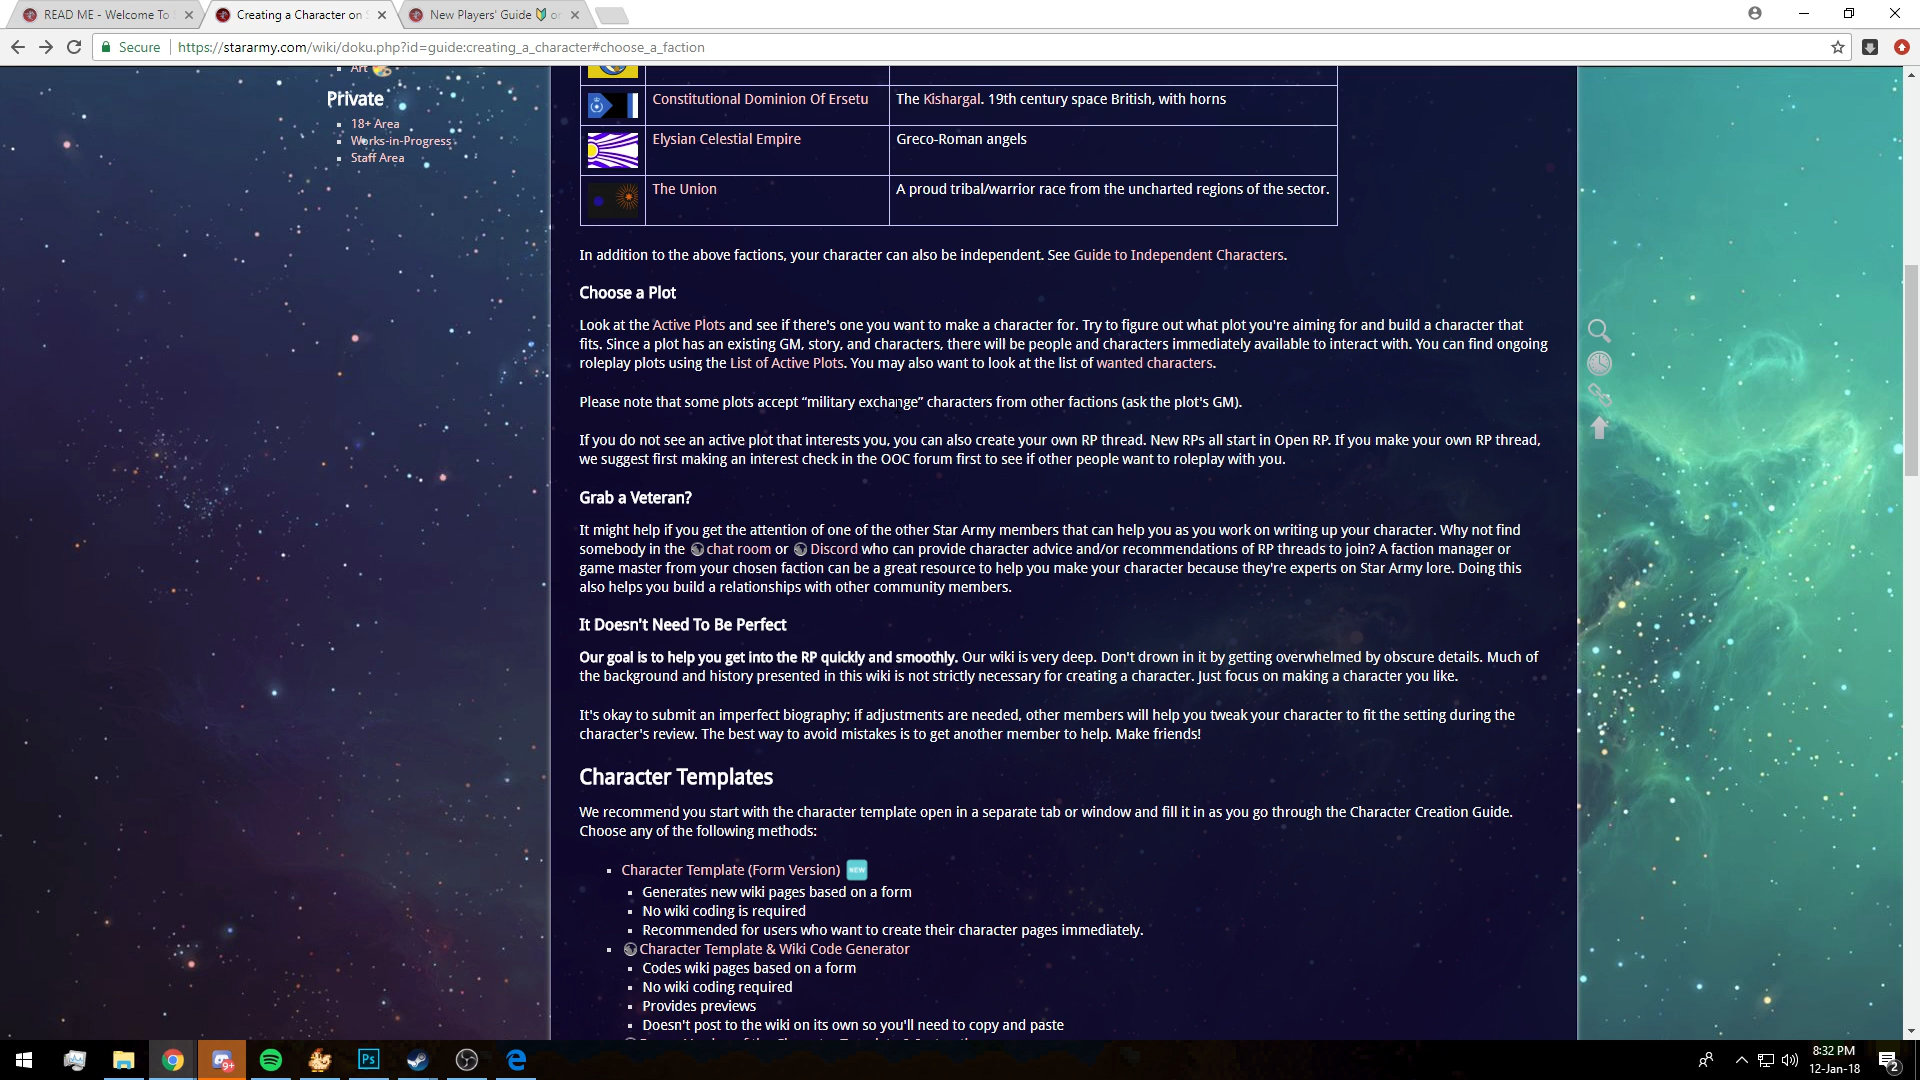 READ ME - Welcome To
Creating a Character on
New Players' Guide
Secure
https://stararmy.com/wiki/doku.php?id=guide:creating_a_character#choose_a_faction
Art
Private
18+ Area
Works-in-Progress
Staff Area
Constitutional Dominion Of Ersetu
The Kishargal. 19th century space British, with horns
Elysian Celestial Empire
Greco-Roman angels
The Union
A proud tribal/warrior race from the uncharted regions of the sector.
In addition to the above factions, your character can also be independent. See Guide to Independent Characters.
Choose a Plot
Look at the Active Plots and see if there's one you want to make a character for. Try to figure out what plot you're aiming for and build a character that
fits. Since a plot has an existing GM, story, and characters, there will be people and characters immediately available to interact with. You can find ongoing
roleplay plots using the List of Active Plots. You may also want to look at the list of wanted characters.
Please note that some plots accept “military exchange” characters from other factions (ask the plot's GM).
If you do not see an active plot that interests you, you can also create your own RP thread. New RPs all start in Open RP. If you make your own RP thread,
we suggest first making an interest check in the OOC forum first to see if other people want to roleplay with you.
Grab a Veteran?
It might help if you get the attention of one of the other Star Army members that can help you as you work on writing up your character. Why not find
somebody in the chat room or Discord who can provide character advice and/or recommendations of RP threads to join? A faction manager or
game master from your chosen faction can be a great resource to help you make your character because they're experts on Star Army lore. Doing this
also helps you build a relationships with other community members.
It Doesn't Need To Be Perfect
Our goal is to help you get into the RP quickly and smoothly. Our wiki is very deep. Don't drown in it by getting overwhelmed by obscure details. Much of
the background and history presented in this wiki is not strictly necessary for creating a character. Just focus on making a character you like.
It's okay to submit an imperfect biography; if adjustments are needed, other members will help you tweak your character to fit the setting during the
character's review. The best way to avoid mistakes is to get another member to help. Make friends!
Character Templates
We recommend you start with the character template open in a separate tab or window and fill it in as you go through the Character Creation Guide.
Choose any of the following methods:
Character Template (Form Version) NEW
Generates new wiki pages based on a form
No wiki coding is required
Recommended for users who want to create their character pages immediately.
Character Template & Wiki Code Generator
Codes wiki pages based on a form
No wiki coding required
Provides previews
Doesn't post to the wiki on its own so you'll need to copy and paste
9+
Ps
8:32 PM
12-Jan-18
2